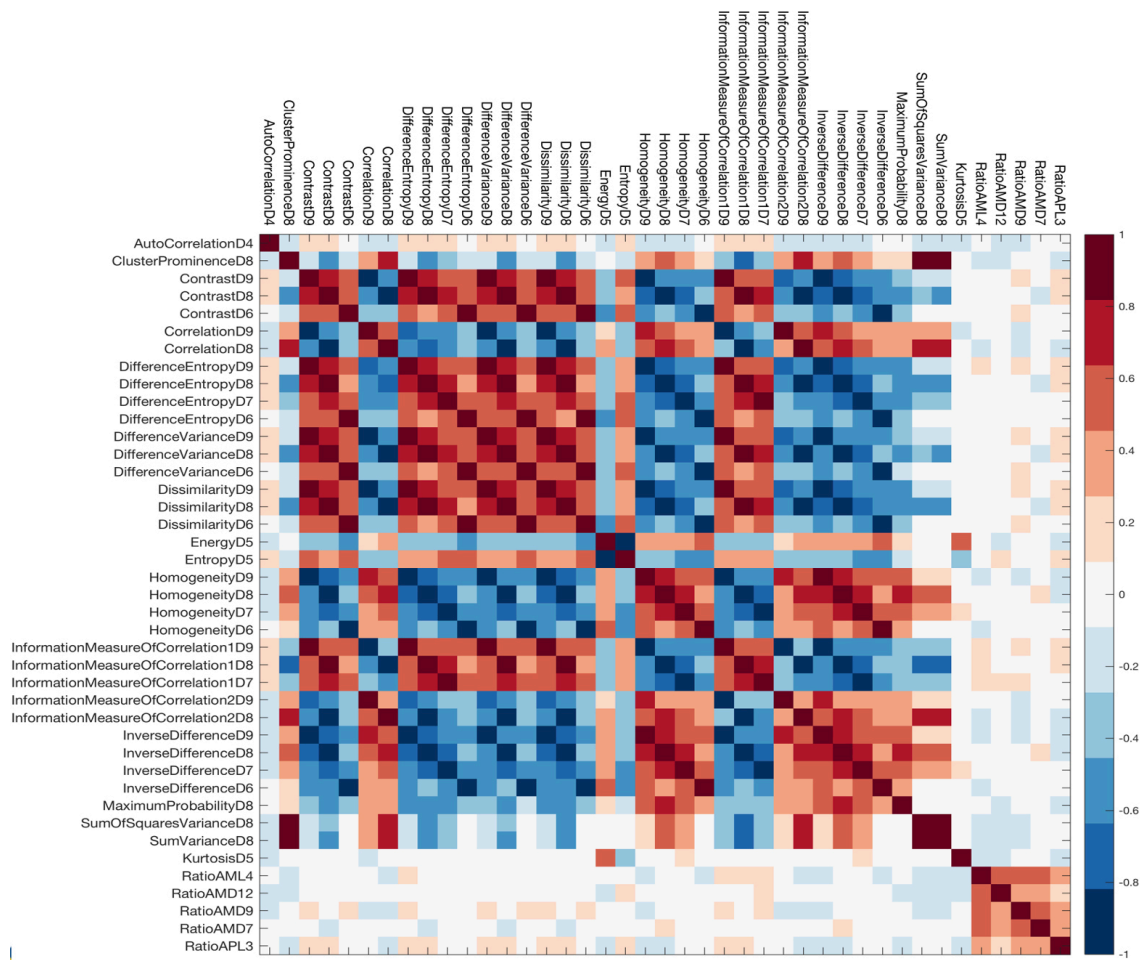 AutoCorrelationD4
ClusterProminenceD8
ContrastD9
ContrastD8
ContrastD6
CorrelationD9
CorrelationD8
DifferenceEntropyD9
DifferenceEntropyD8
DifferenceEntropyD7
DifferenceEntropyD6
DifferenceVarianceD9
DifferenceVarianceD8
DifferenceVarianceD6
DissimilarityD9
DissimilarityD8
DissimilarityD6
EnergyD5
EntropyD5
HomogeneityD9
HomogeneityD8
HomogeneityD7
HomogeneityD6
InformationMeasureOfCorrelation1D9
InformationMeasureOfCorrelation1D8
InformationMeasureOfCorrelation1D7
InformationMeasureOfCorrelation2D9
InformationMeasureOfCorrelation2D8
InverseDifferenceD9
InverseDifferenceD8
InverseDifferenceD7
InverseDifferenceD6
MaximumProbabilityD8
SumOfSquaresVarianceD8
SumVarianceD8
KurtosisD5
RatioAML4
RatioAMD12
RatioAMD9
RatioAMD7
RatioAPL3
AutoCorrelationD4
ClusterProminenceD8
ContrastD9
ContrastD8
ContrastD6
CorrelationD9
CorrelationD8
DifferenceEntropyD9
DifferenceEntropyD8
DifferenceEntropyD7
DifferenceEntropyD6
DifferenceVarianceD9
DifferenceVarianceD8
DifferenceVarianceD6
DissimilarityD9
DissimilarityD8
DissimilarityD6
EnergyD5
EntropyD5
HomogeneityD9
HomogeneityD8
HomogeneityD7
HomogeneityD6
InformationMeasureOfCorrelation1D9
InformationMeasureOfCorrelation1D8
InformationMeasureOfCorrelation1D7
InformationMeasureOfCorrelation2D9
InformationMeasureOfCorrelation2D8
InverseDifferenceD9
InverseDifferenceD8
InverseDifferenceD7
InverseDifferenceD6
MaximumProbabilityD8
SumOfSquaresVarianceD8
SumVarianceD8
KurtosisD5
RatioAML4
RatioAMD12
RatioAMD9
RatioAMD7
RatioAPL3
1
0.8
0.6
0.4
0.2
0
-0.2
-0.4
-0.6
-0.8
-1